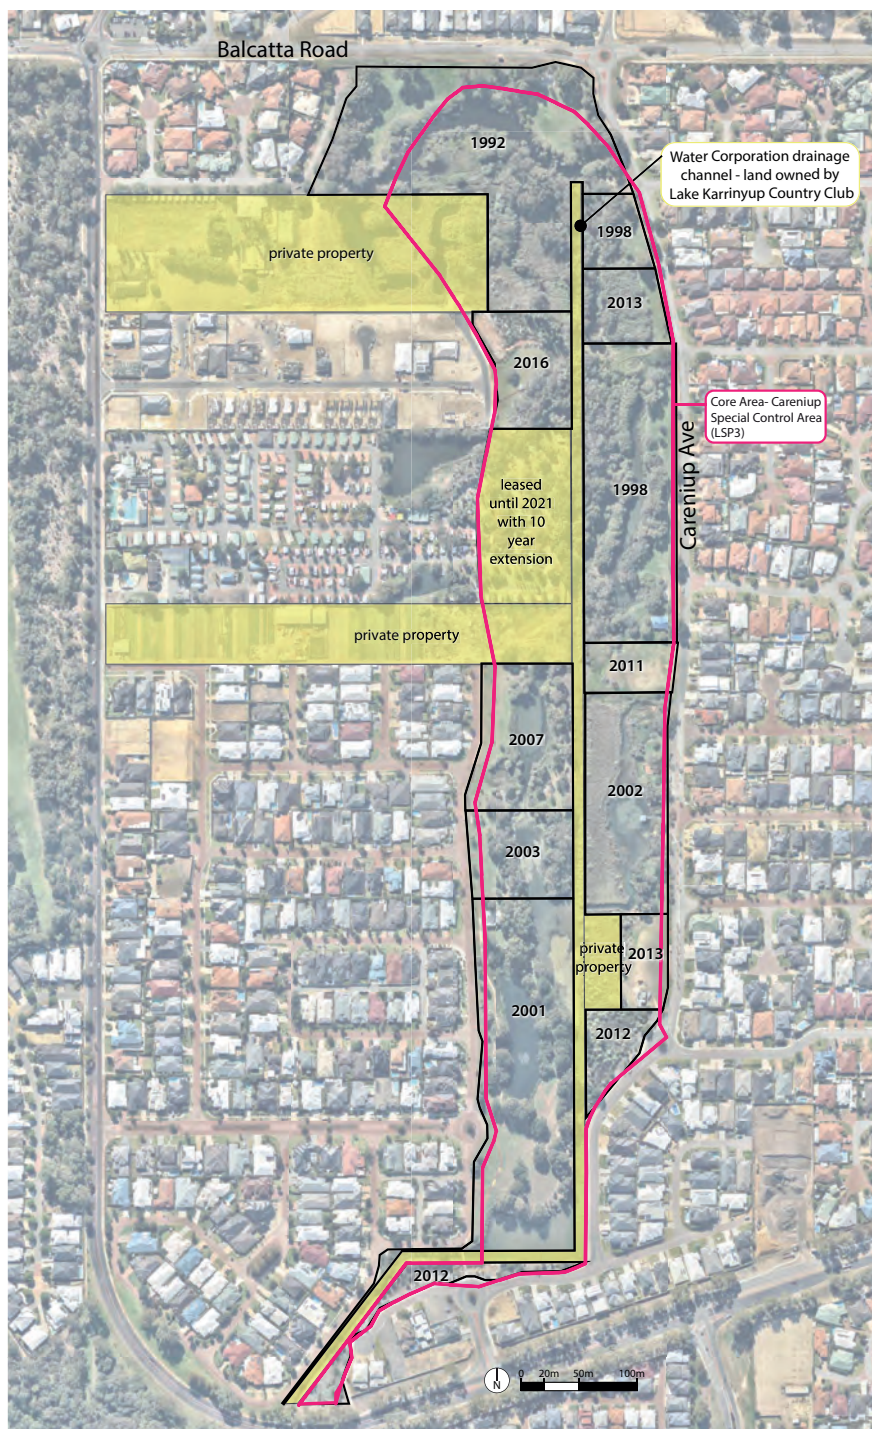 Balcatta Road
1992
Water Corporation drainage
channel - land owned by
Lake Karrinyup Country Club
1998
private property
2013
2016
Core Area- Careniup
Special Control Area
(LSP3)
Careniup Ave
leased
until 2021
with 10
year
extension
1998
private property
2011
2007
2002
2003
private
property
2013
2001
2012
2012
N
0 20m 50m 100m